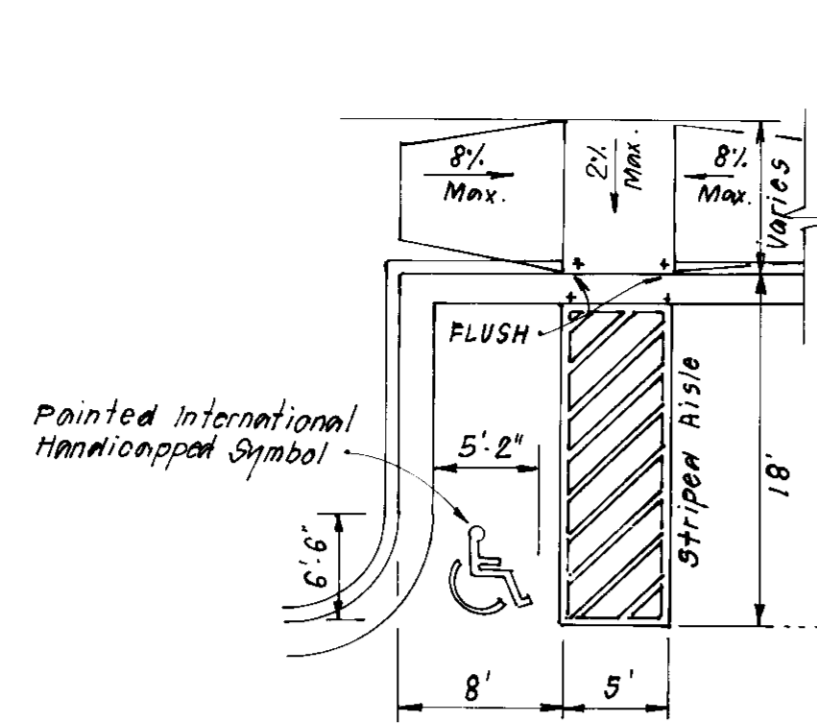 8% Max.
2% Max.
8% Max.
Varies
FLUSH
Painted International
Handicapped Symbol
5'-2"
6'-6"
Striped Aisle
18'
8'
5'